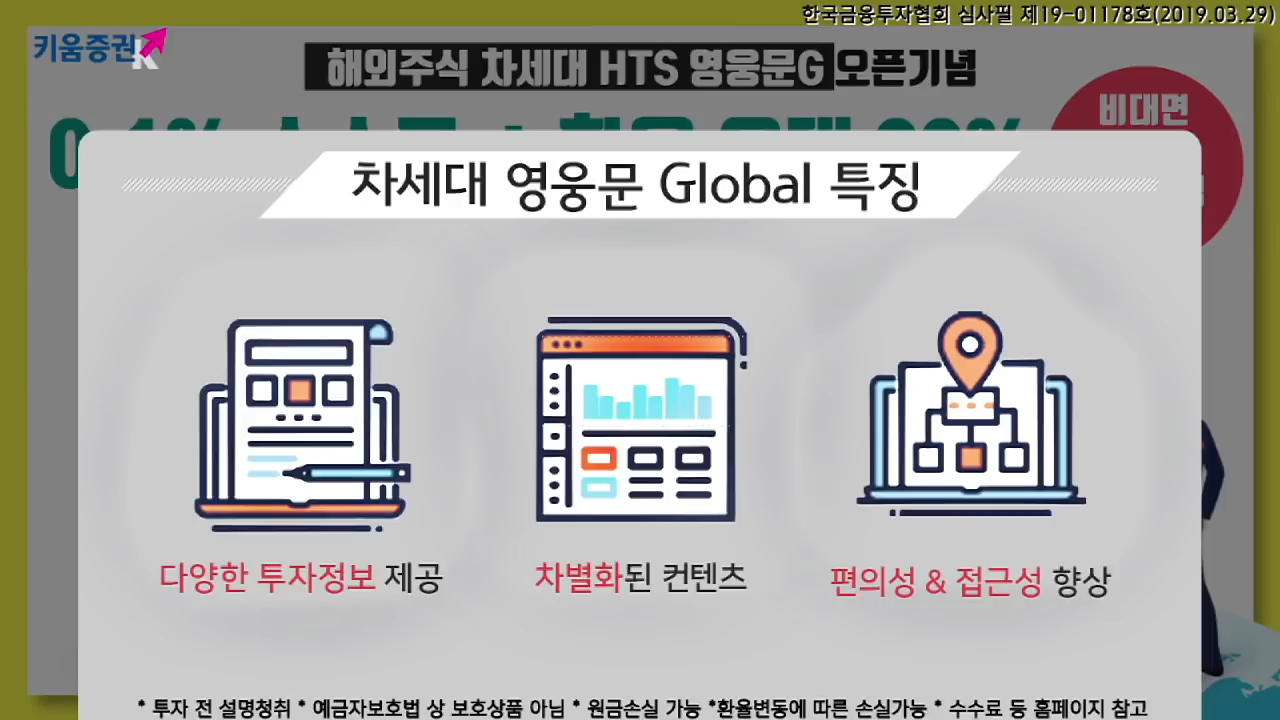 한국금융투자협회 심사필 제19-01178호(2019.03.29)
키움증권
해외주식 차세대 HTS 영웅문G 오픈기념
비대면
차세대 영웅문 Global 특징
다양한 투자정보 제공
차별화된 컨텐츠
편의성 & 접근성 향상
* 투자 전 설명청취 * 예금자보호법 상 보호상품 아님 * 원금손실 가능 *환율변동에 따른 손실가능 * 수수료 등 홈페이지 참고